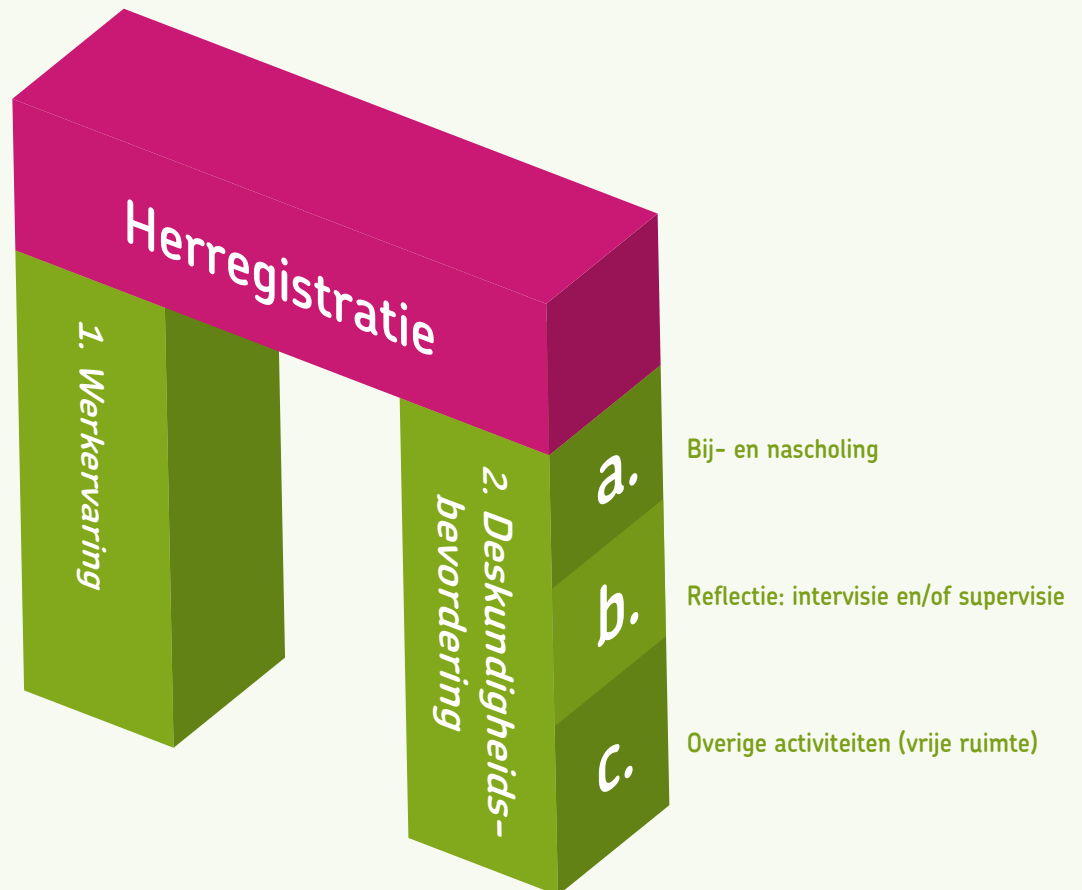 Herregistratie
1. Werkervaring
2. Deskundigheids-
bevordering
a.
Bij- en nascholing
b.
Reflectie: intervisie en/of supervisie
c.
Overige activiteiten (vrije ruimte)